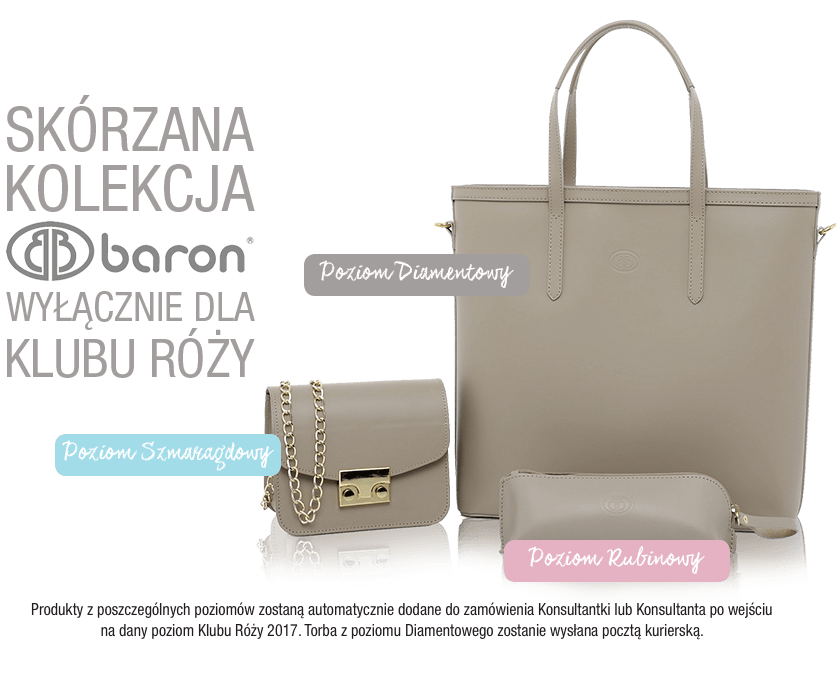 SKÓRZANA
KOLEKCJA
BB baron®
WYŁĄCZNIE DLA
KLUBU RÓŻY
Poziom Diamentowy
Poziom Szmaragdowy
Poziom Rubinowy
Produkty z poszczególnych poziomów zostaną automatycznie dodane do zamówienia Konsultantki lub Konsultanta po wejściu
na dany poziom Klubu Róży 2017. Torba z poziomu Diamentowego zostanie wysłana pocztą kurierską.